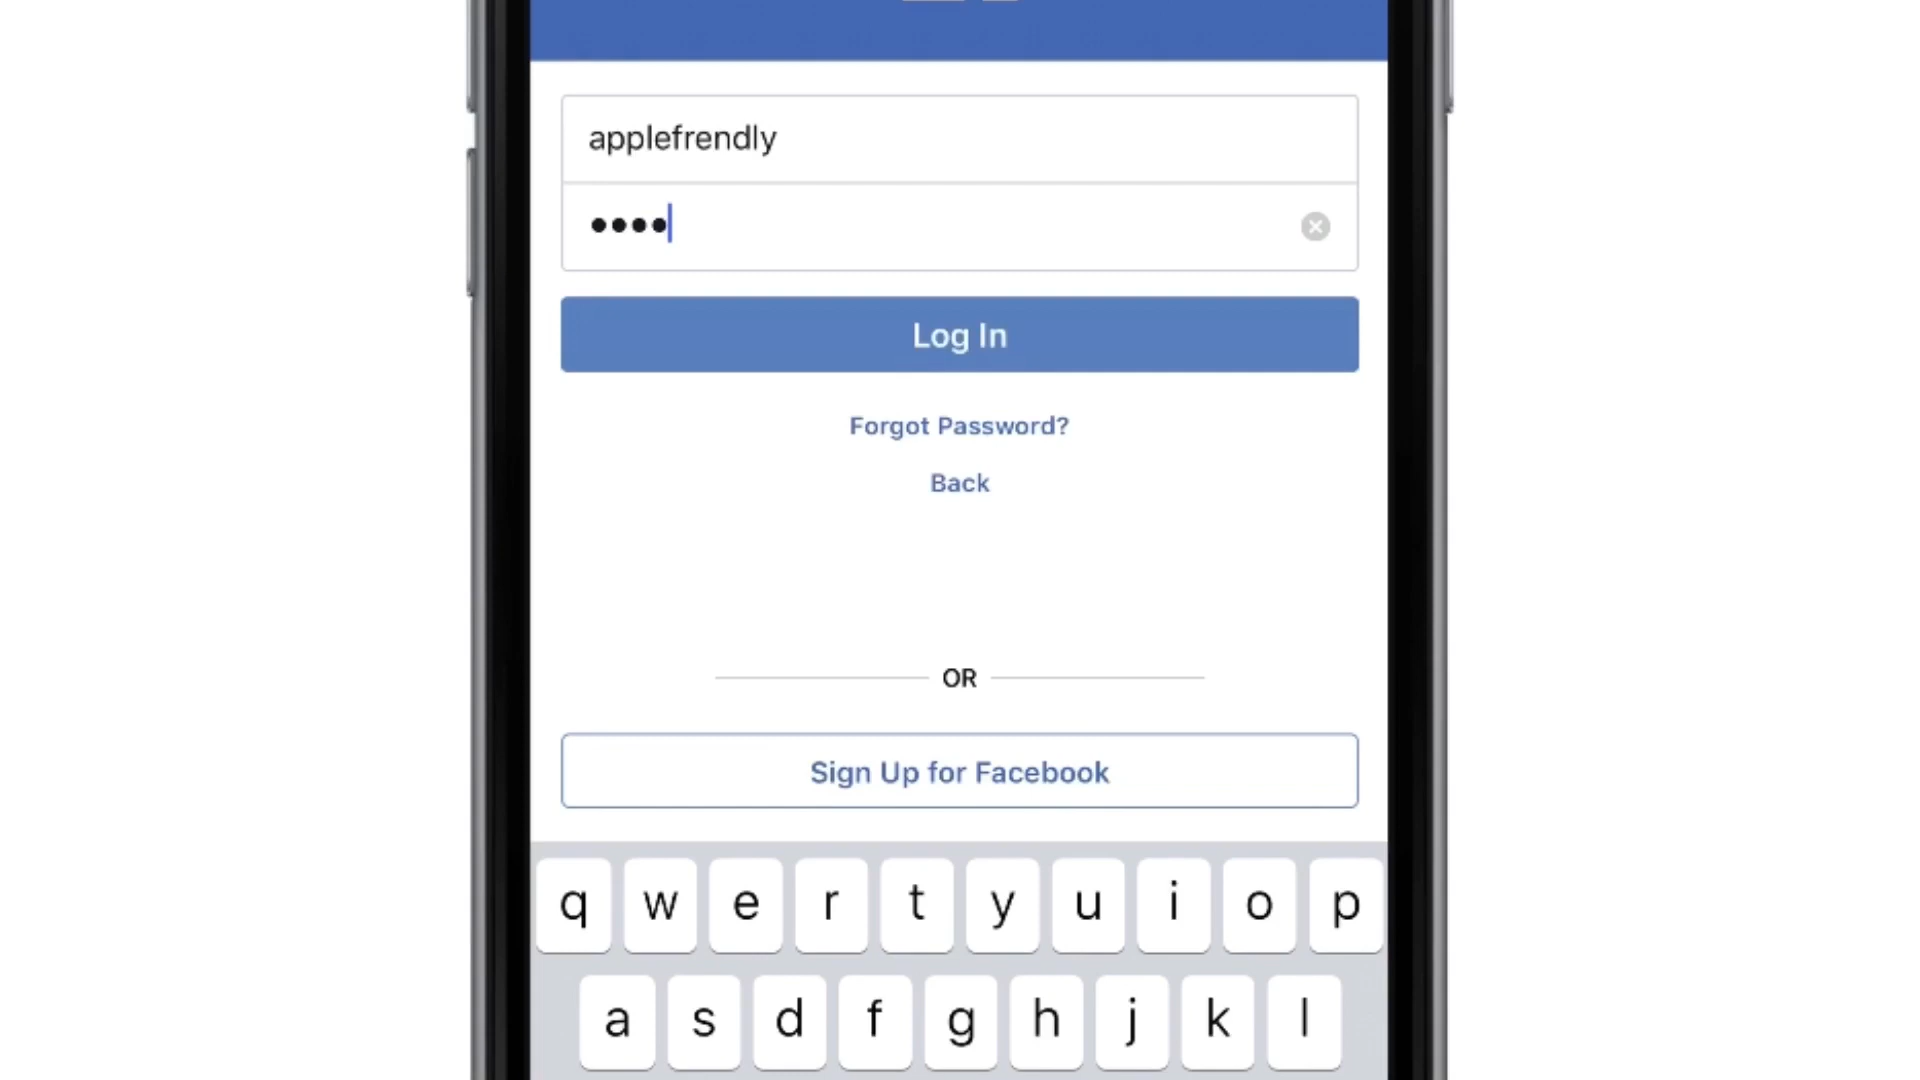 applefrendly
••••
Log In
Forgot Password?
Back
OR
Sign Up for Facebook
q w e r t y u i o p
a s d f g h j k l